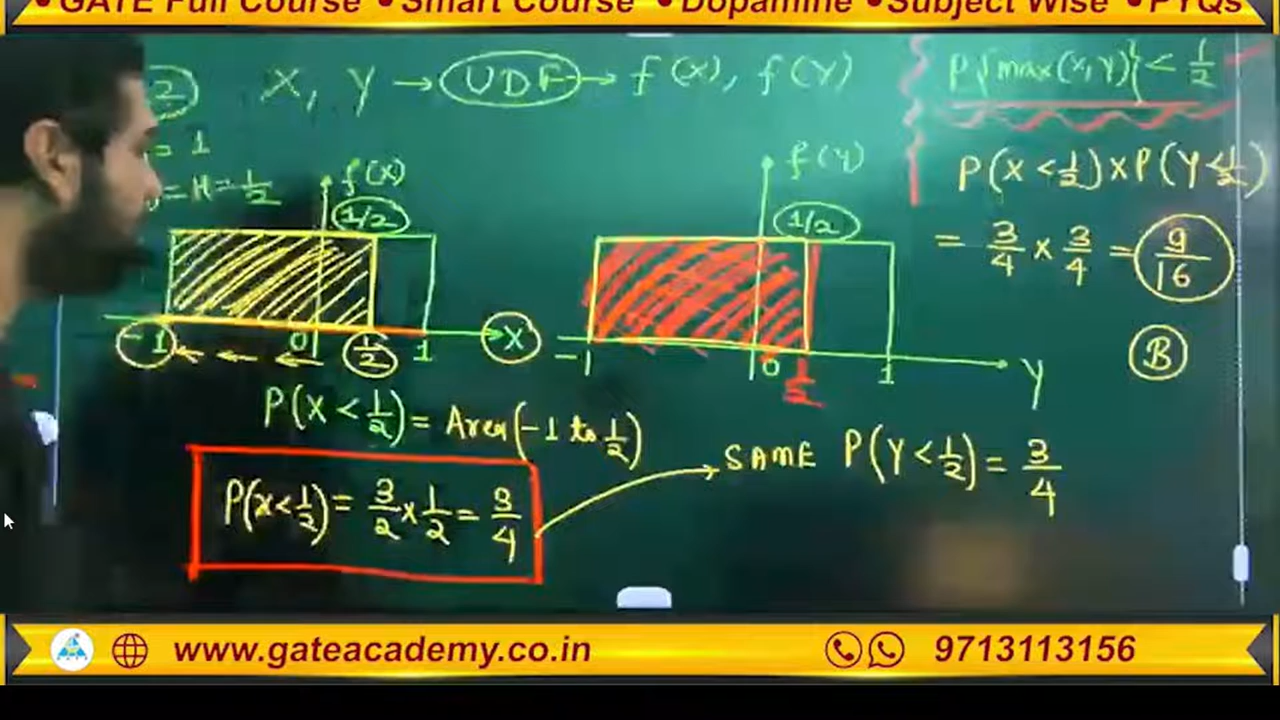 •GATE Full Course •Smart Course •Dopamine •Subject Wise •PYQs
2) X, Y → UDF → f(X), f(Y)
P{max(X,Y)} < 1/2
= 1
= H = 1/2
f(X)
1/2
-1 0 1/2 1 X
f(Y)
1/2
-1 0 1/2 1 Y
P(X < 1/2) × P(Y < 1/2)
= 3/4 × 3/4 = 9/16
B
P(X < 1/2) = Area(-1 to 1/2)
P(x < 1/2) = 3/2 × 1/2 = 3/4
SAME P(Y < 1/2) = 3/4
www.gateacademy.co.in
9713113156